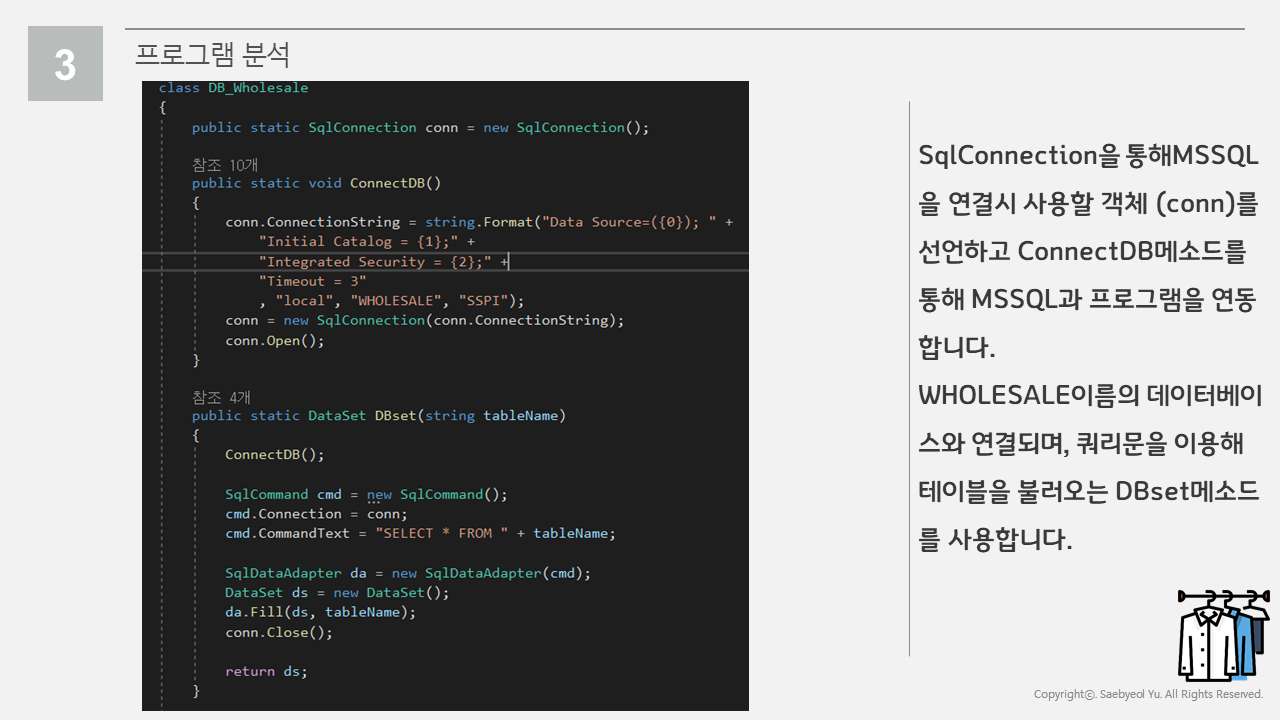 3
프로그램 분석
class DB_Wholesale
{
public static SqlConnection conn = new SqlConnection();
참조 10개
public static void ConnectDB()
{
conn.ConnectionString = string.Format("Data Source=({0}); " +
"Initial Catalog = {1};" +
"Integrated Security = {2};" +
"Timeout = 3"
, "local", "WHOLESALE", "SSPI");
conn = new SqlConnection(conn.ConnectionString);
conn.Open();
}
참조 4개
public static DataSet DBset(string tableName)
{
ConnectDB();
SqlCommand cmd = new SqlCommand();
cmd.Connection = conn;
cmd.CommandText = "SELECT * FROM " + tableName;
SqlDataAdapter da = new SqlDataAdapter(cmd);
DataSet ds = new DataSet();
da.Fill(ds, tableName);
conn.Close();
return ds;
}
SqlConnection을 통해MSSQL
을 연결시 사용할 객체 (conn)를
선언하고 ConnectDB메소드를
통해 MSSQL과 프로그램을 연동
합니다.
WHOLESALE이름의 데이터베이
스와 연결되며, 쿼리문을 이용해
테이블을 불러오는 DBset메소드
를 사용합니다.
Copyrightⓒ. Saebyeol Yu. All Rights Reserved.